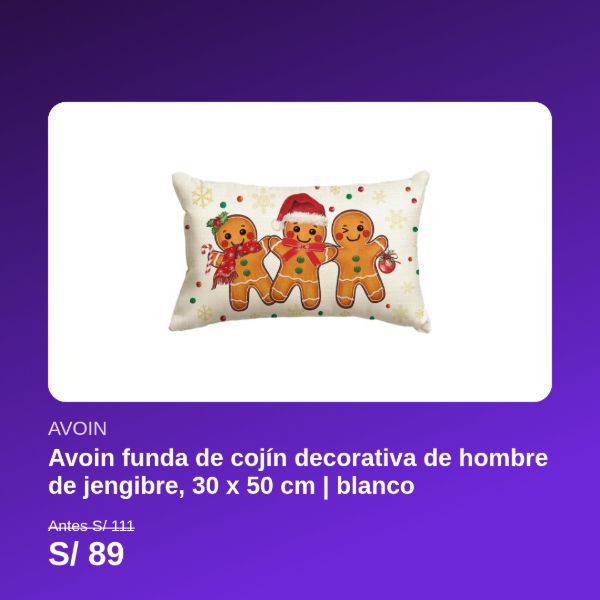 AVOIN
Avoin funda de cojín decorativa de hombre
de jengibre, 30 x 50 cm | blanco
Antes S/ 111
S/ 89